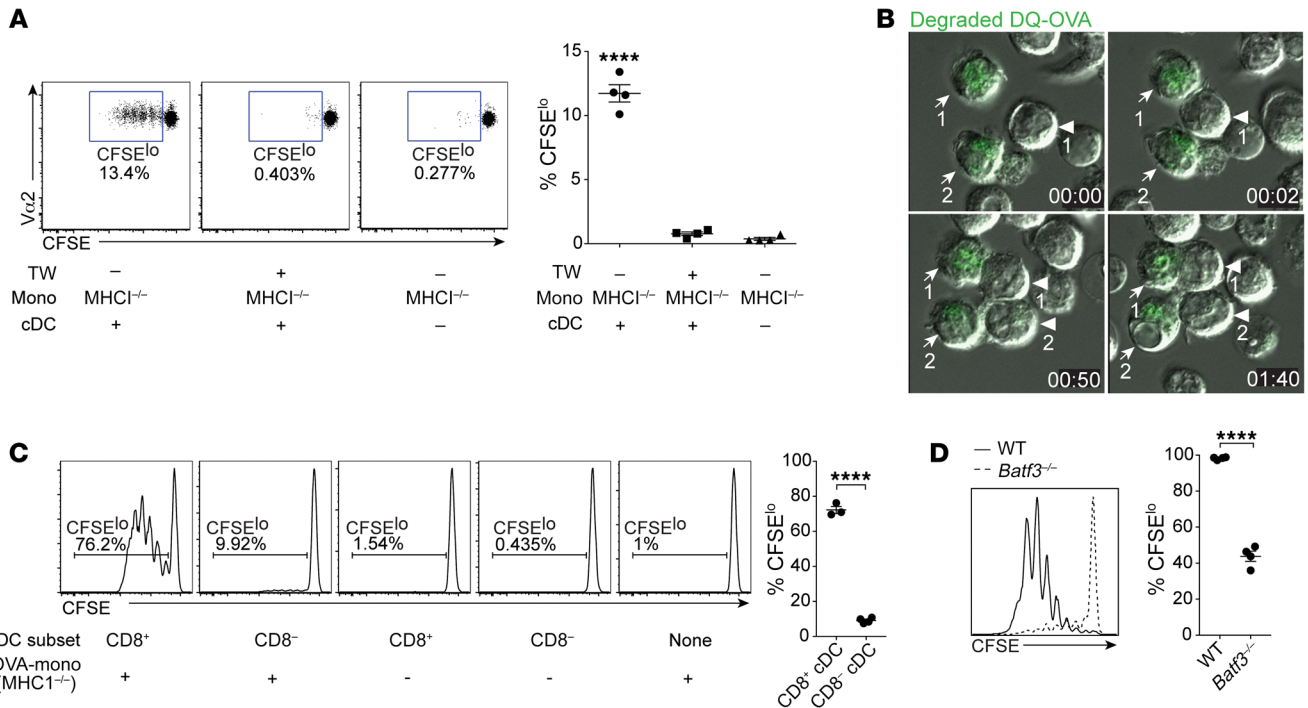 A
Vα2
CFSElo
13.4%
CFSElo
0.403%
CFSElo
0.277%
CFSE
TW – + –
Mono MHCI–/– MHCI–/– MHCI–/–
cDC + + –
% CFSElo
15
10
5
0
****
TW – + –
Mono MHCI–/– MHCI–/– MHCI–/–
cDC + + –
B
Degraded DQ-OVA
1
2
1
00:00
1
2
1
00:02
1
2
1
2
00:50
1
2
1
2
01:40
C
CFSElo
76.2%
CFSElo
9.92%
CFSElo
1.54%
CFSElo
0.435%
CFSElo
1%
CFSE
DC subset CD8+ CD8– CD8+ CD8– None
OVA-mono
(MHC1–/–) + + - - +
% CFSElo
100
80
60
40
20
0
****
CD8+ cDC
CD8– cDC
D
WT
Batf3–/–
CFSE
% CFSElo
100
80
60
40
20
0
****
WT
Batf3–/–